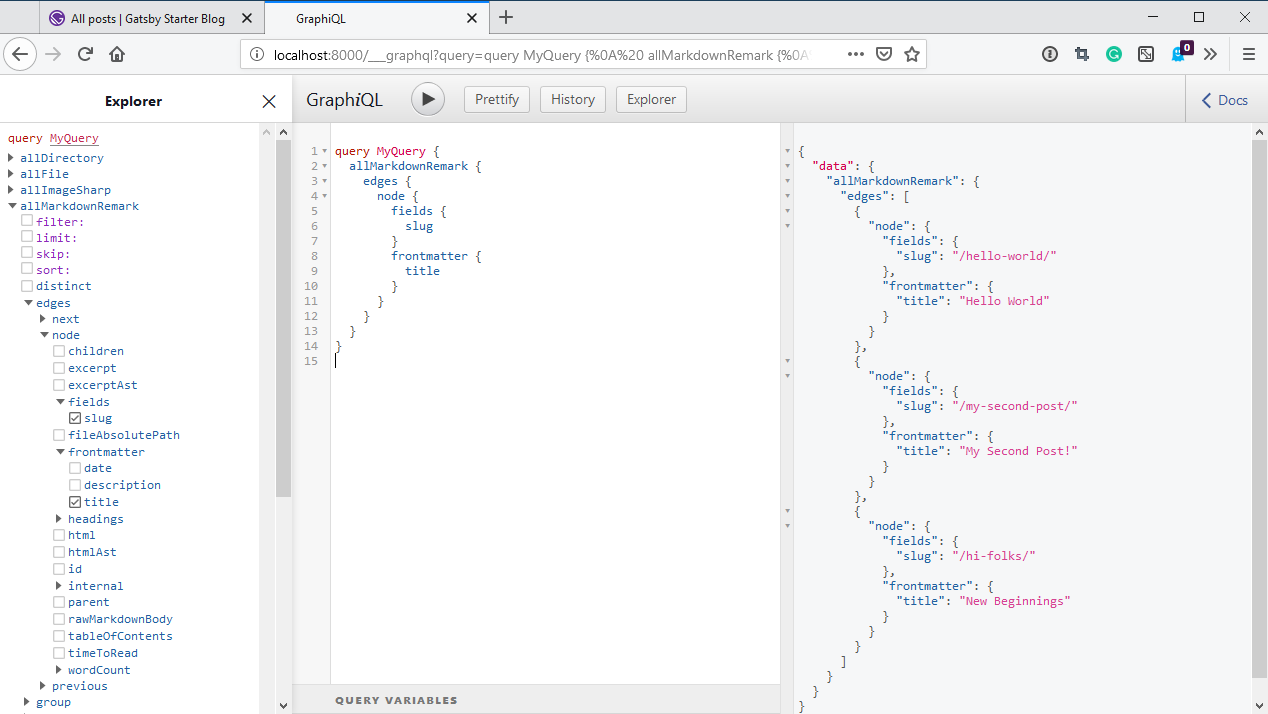 All posts | Gatsby Starter Blog
GraphiQL
localhost:8000/___graphql?query=query MyQuery {%0A%20 allMarkdownRemark {%0A
0
Explorer
GraphiQL
Prettify
History
Explorer
Docs
query MyQuery
allDirectory
allFile
allImageSharp
allMarkdownRemark
filter:
limit:
skip:
sort:
distinct
edges
next
node
children
excerpt
excerptAst
fields
slug
fileAbsolutePath
frontmatter
date
description
title
headings
html
htmlAst
id
internal
parent
rawMarkdownBody
tableOfContents
timeToRead
wordCount
previous
group
1 query MyQuery {
2 allMarkdownRemark {
3 edges {
4 node {
5 fields {
6 slug
7 }
8 frontmatter {
9 title
10 }
11 }
12 }
13 }
14 }
15
QUERY VARIABLES
{
"data": {
"allMarkdownRemark": {
"edges": [
{
"node": {
"fields": {
"slug": "/hello-world/"
},
"frontmatter": {
"title": "Hello World"
}
}
},
{
"node": {
"fields": {
"slug": "/my-second-post/"
},
"frontmatter": {
"title": "My Second Post!"
}
}
},
{
"node": {
"fields": {
"slug": "/hi-folks/"
},
"frontmatter": {
"title": "New Beginnings"
}
}
}
]
}
}
}